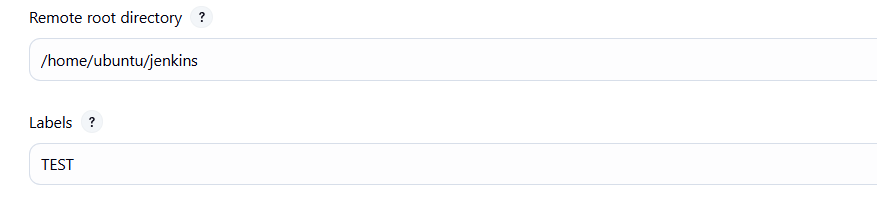 Remote root directory ?
/home/ubuntu/jenkins
Labels ?
TEST